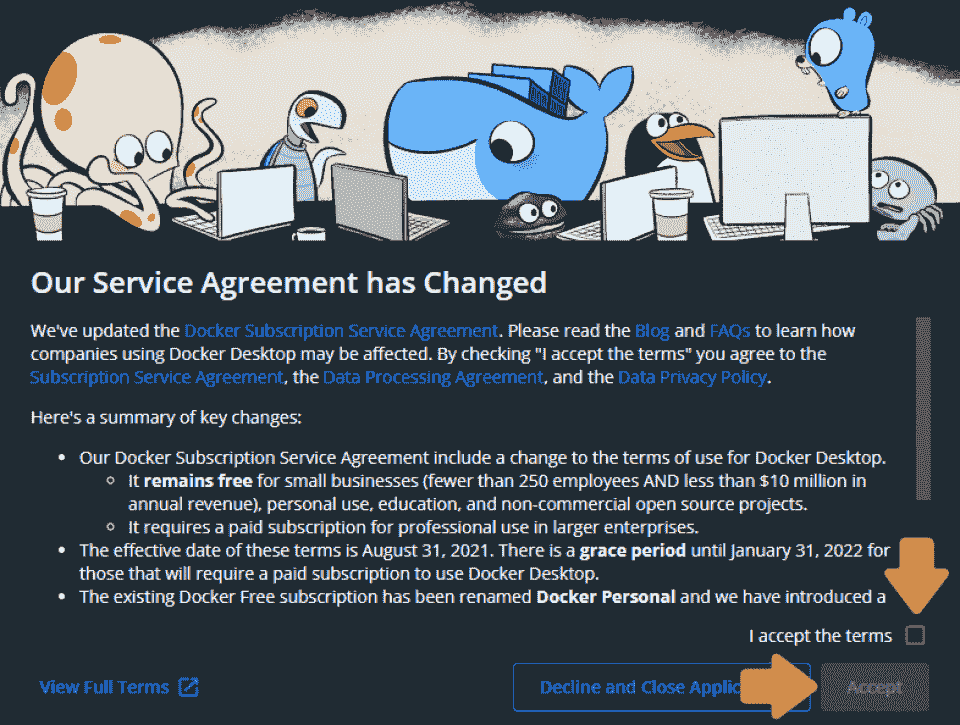 Our Service Agreement has Changed
We've updated the Docker Subscription Service Agreement. Please read the Blog and FAQs to learn how
companies using Docker Desktop may be affected. By checking "I accept the terms" you agree to the
Subscription Service Agreement, the Data Processing Agreement, and the Data Privacy Policy.
Here's a summary of key changes:
• Our Docker Subscription Service Agreement include a change to the terms of use for Docker Desktop.
○ It remains free for small businesses (fewer than 250 employees AND less than $10 million in
annual revenue), personal use, education, and non-commercial open source projects.
○ It requires a paid subscription for professional use in larger enterprises.
• The effective date of these terms is August 31, 2021. There is a grace period until January 31, 2022 for
those that will require a paid subscription to use Docker Desktop.
• The existing Docker Free subscription has been renamed Docker Personal and we have introduced a
I accept the terms
View Full Terms
Decline and Close Applic
Accept